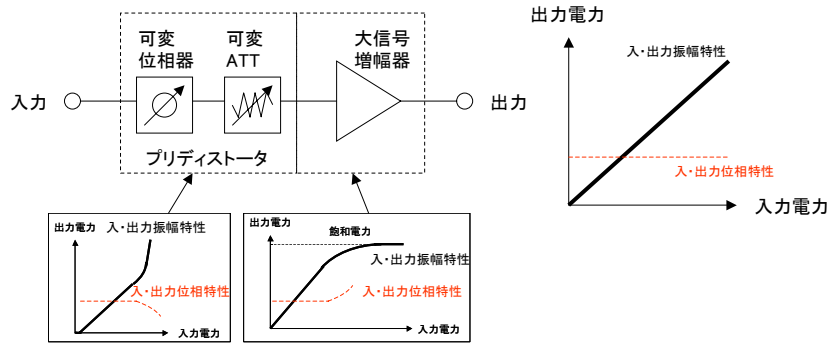 可変
位相器
可変
ATT
大信号
増幅器
入力
出力
プリディストータ
出力電力
入・出力振幅特性
入・出力位相特性
入力電力
出力電力
入・出力振幅特性
入・出力位相特性
入力電力
出力電力
飽和電力
入・出力振幅特性
入・出力位相特性
入力電力